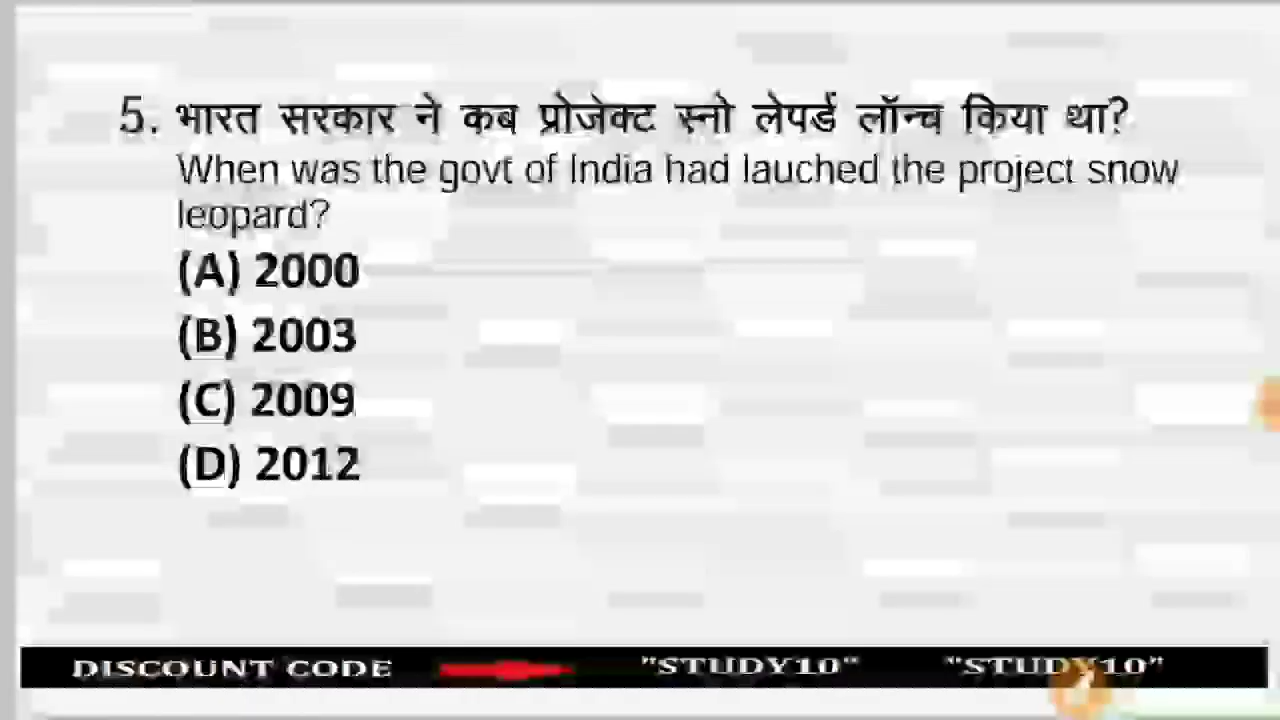 5. भारत सरकार ने कब प्रोजेक्ट स्नो लेपर्ड लॉन्च किया था?
When was the govt of India had lauched the project snow
leopard?
(A) 2000
(B) 2003
(C) 2009
(D) 2012
DISCOUNT CODE "STUDY10" "STUDY10"